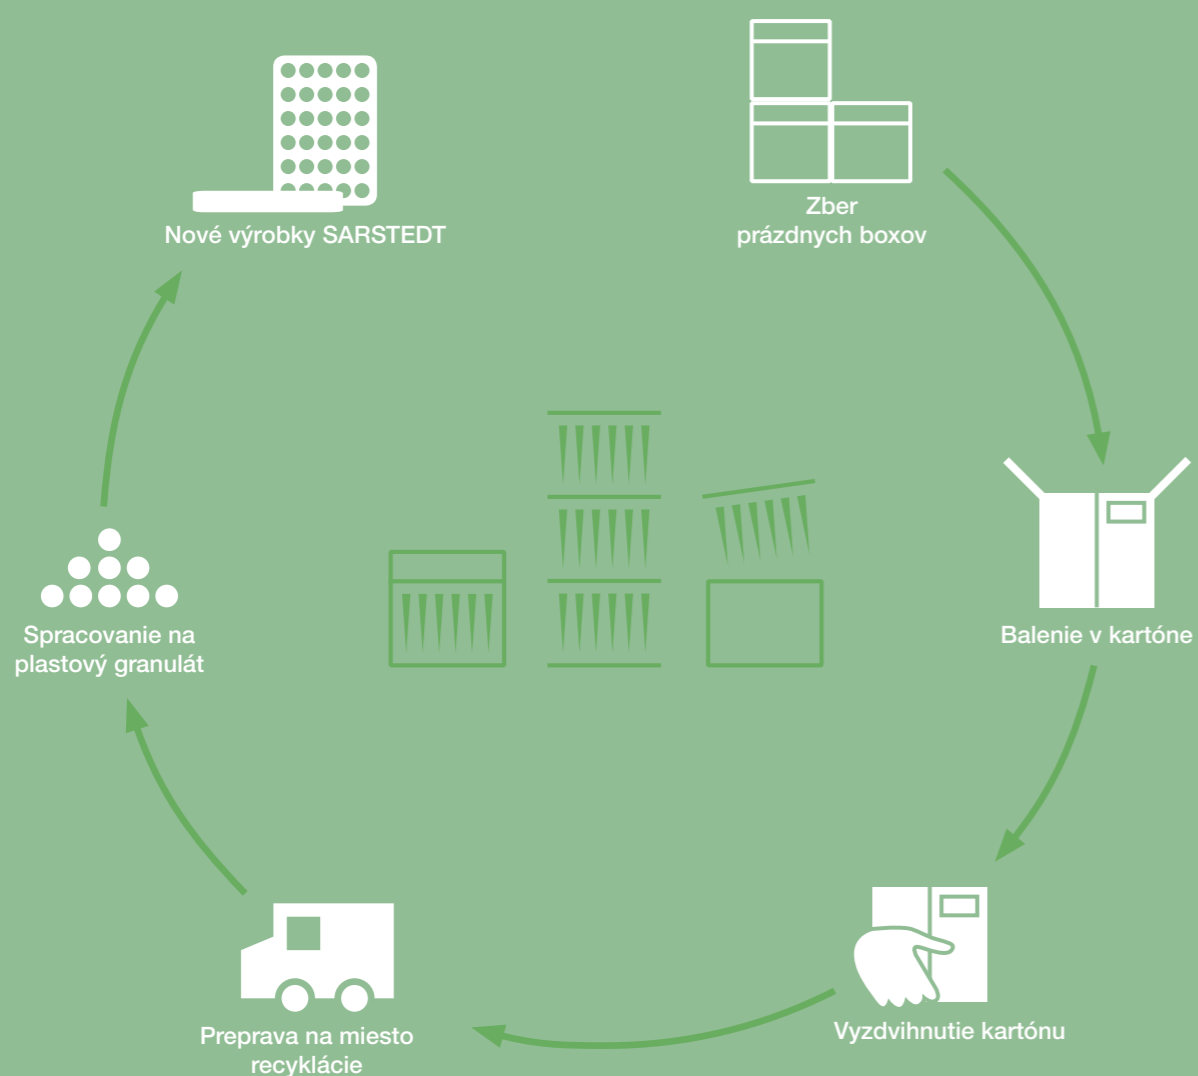 Nové výrobky SARSTEDT
Zber
prázdnych boxov
Balenie v kartóne
Vyzdvihnutie kartónu
Preprava na miesto
recyklácie
Spracovanie na
plastový granulát